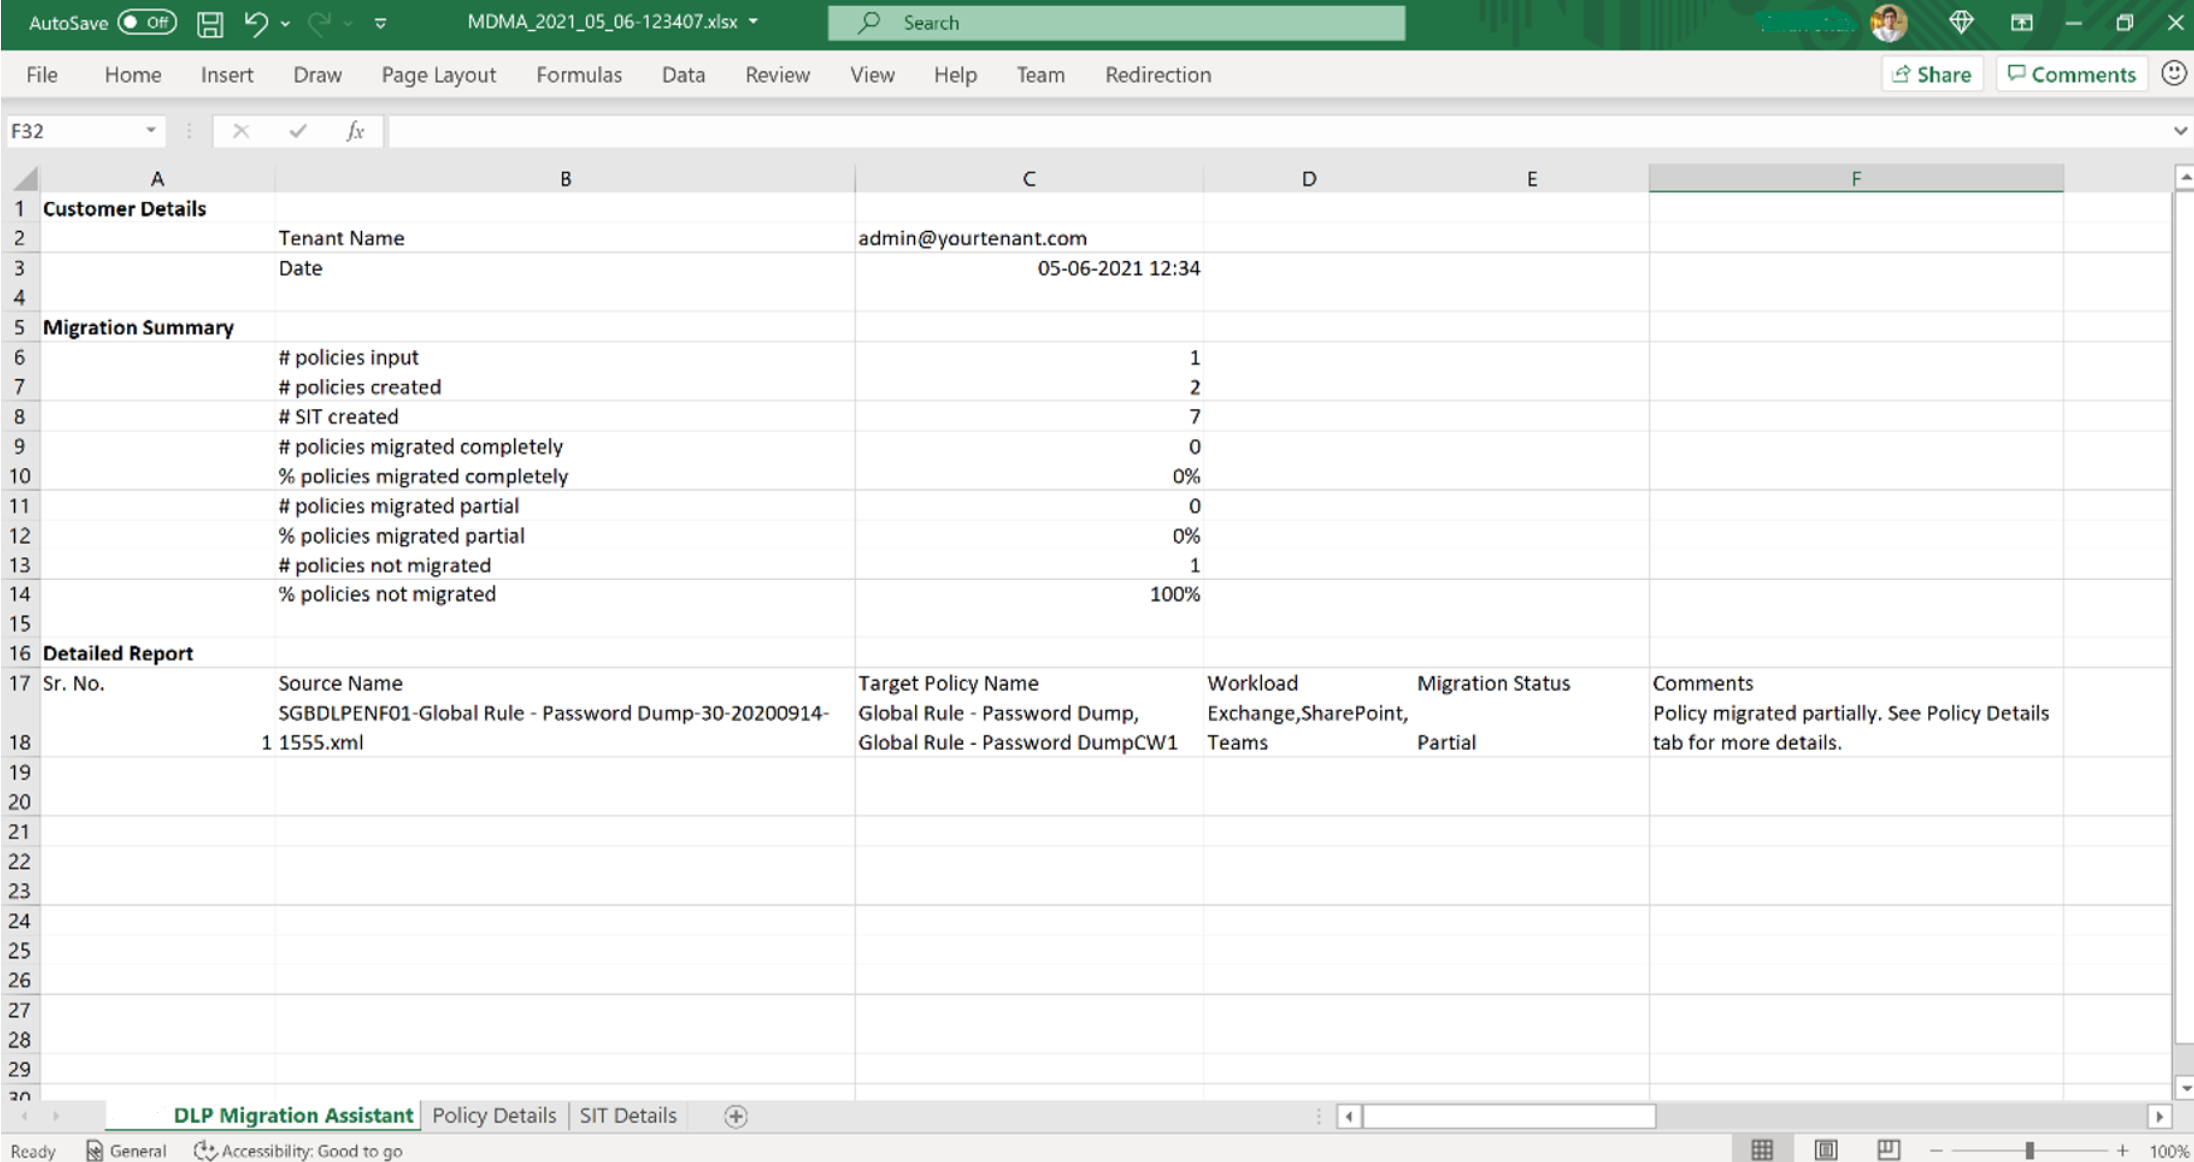 AutoSave Off MDMA_2021_05_06-123407.xlsx Search
File Home Insert Draw Page Layout Formulas Data Review View Help Team Redirection Share Comments
F32 fx
A B C D E F
1 Customer Details
2 Tenant Name admin@yourtenant.com
3 Date 05-06-2021 12:34
4
5 Migration Summary
6 # policies input 1
7 # policies created 2
8 # SIT created 7
9 # policies migrated completely 0
10 % policies migrated completely 0%
11 # policies migrated partial 0
12 % policies migrated partial 0%
13 # policies not migrated 1
14 % policies not migrated 100%
15
16 Detailed Report
17 Sr. No. Source Name Target Policy Name Workload Migration Status Comments
SGBDLPENF01-Global Rule - Password Dump-30-20200914- Global Rule - Password Dump, Exchange,SharePoint, Policy migrated partially. See Policy Details
18 1 1555.xml Global Rule - Password DumpCW1 Teams Partial tab for more details.
19
20
21
22
23
24
25
26
27
28
29
30
DLP Migration Assistant Policy Details SIT Details
Ready General Accessibility: Good to go 100%